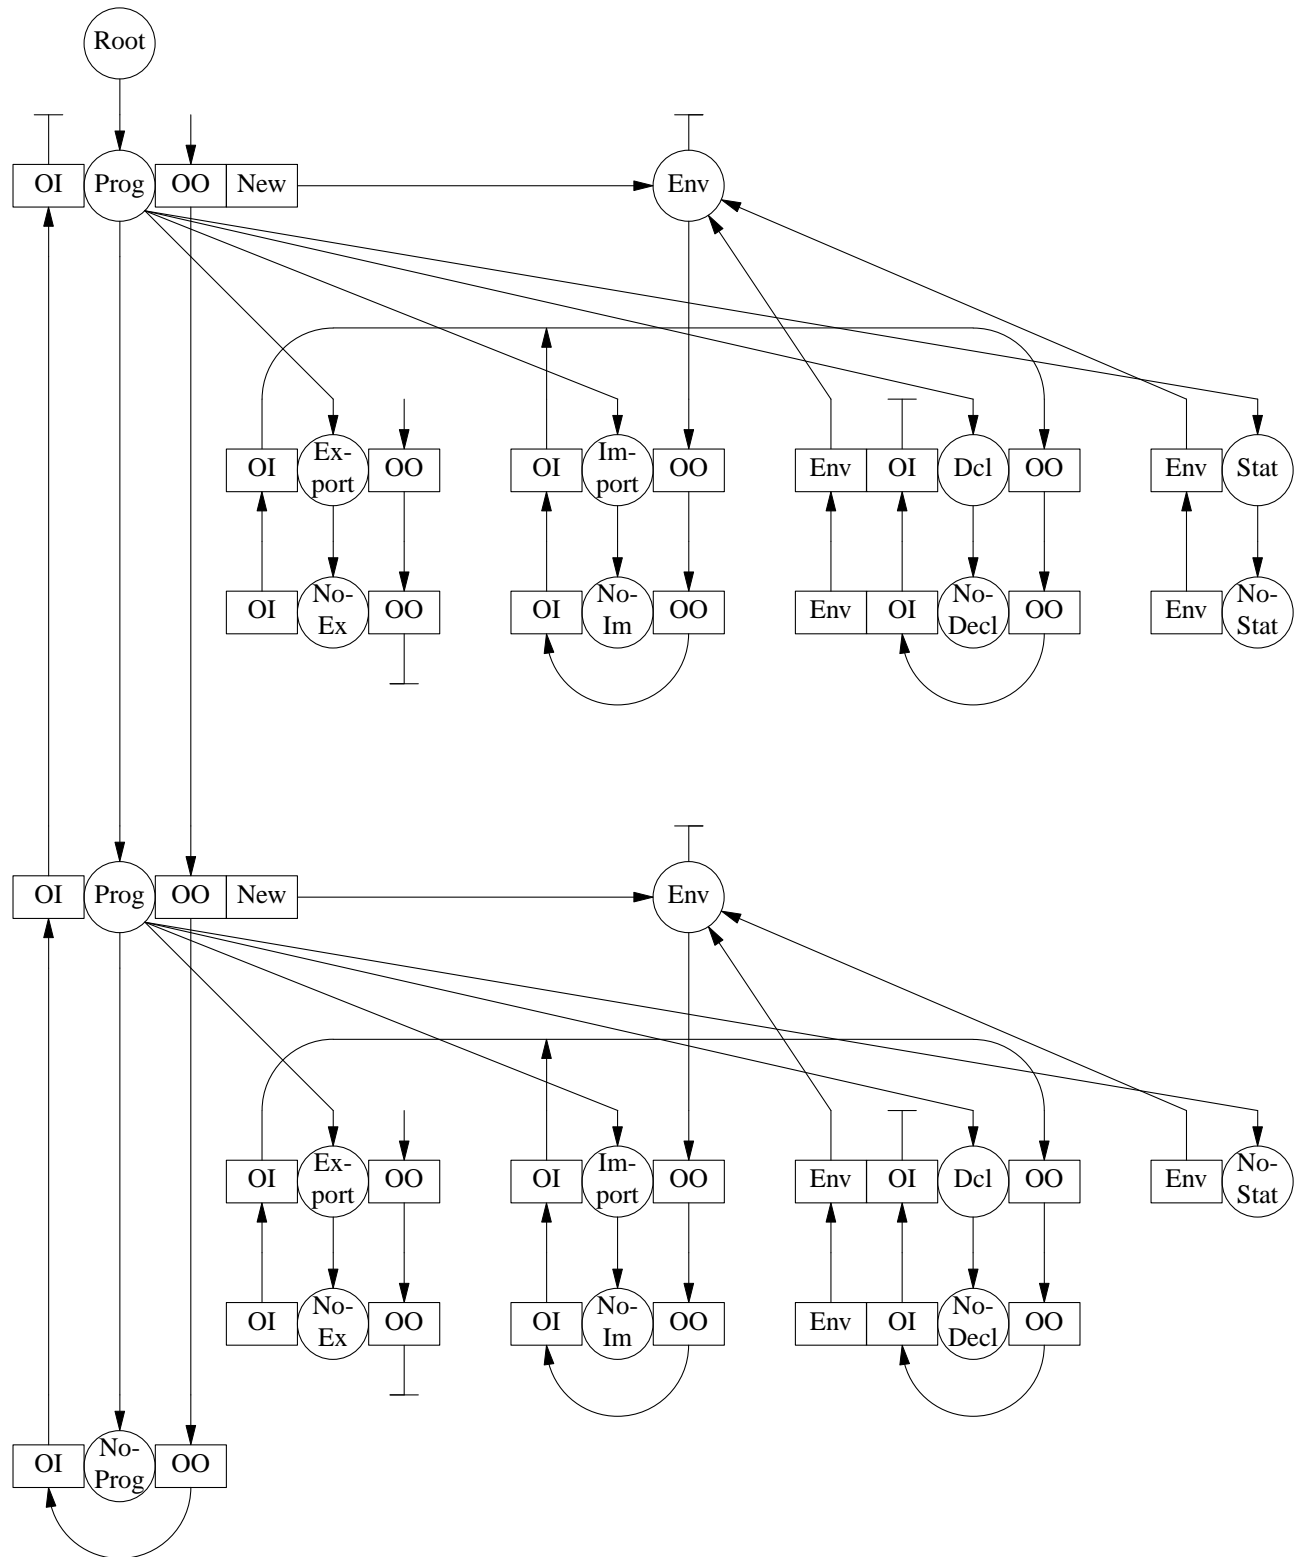 Root
OI Prog OO New Env
OI Ex- OO OI Im- OO Env OI Dcl OO Env Stat
port port
OI No- OO OI No- OO Env OI No- OO Env No-
Ex Im Decl Stat
OI Prog OO New Env
OI Ex- OO OI Im- OO Env OI Dcl OO Env No-
port port Stat
OI No- OO OI No- OO Env OI No- OO
Ex Im Decl
OI No- OO
Prog